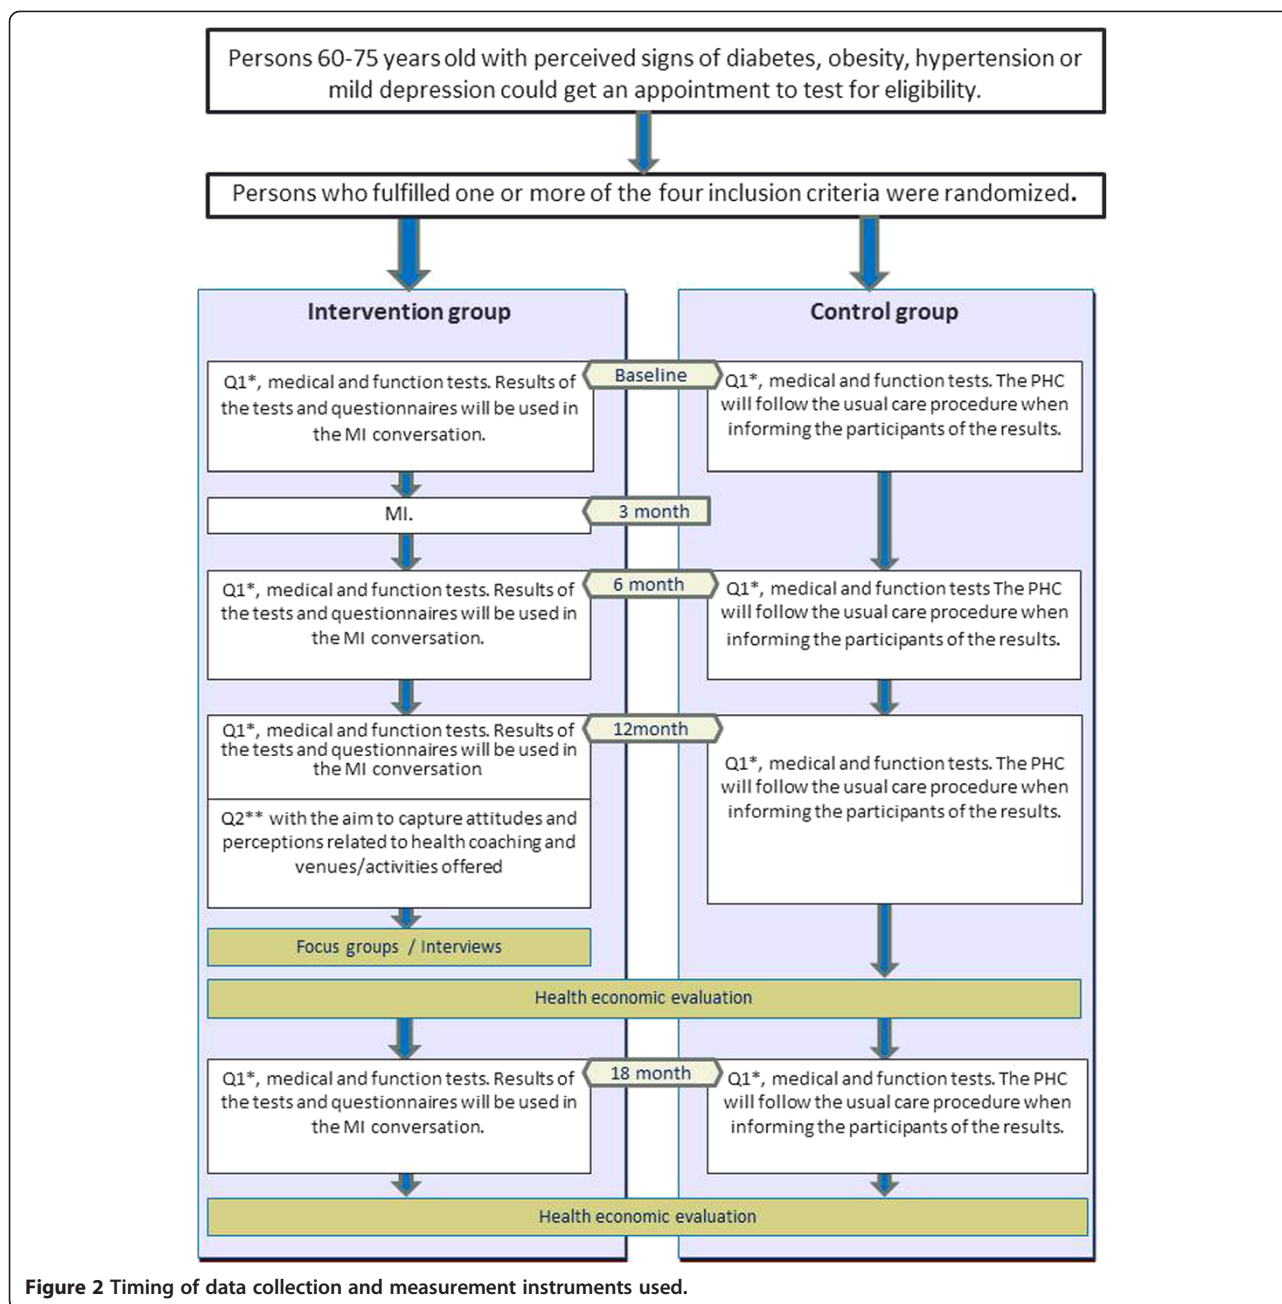 Persons 60-75 years old with perceived signs of diabetes, obesity, hypertension or
mild depression could get an appointment to test for eligibility.
Persons who fulfilled one or more of the four inclusion criteria were randomized.
Intervention group
Control group
Baseline
Q1*, medical and function tests. Results of
the tests and questionnaires will be used in
the MI conversation.
Q1*, medical and function tests. The PHC
will follow the usual care procedure when
informing the participants of the results.
MI.
3 month
6 month
Q1*, medical and function tests. Results of
the tests and questionnaires will be used in
the MI conversation.
Q1*, medical and function tests The PHC
will follow the usual care procedure when
informing the participants of the results.
12month
Q1*, medical and function tests. Results of
the tests and questionnaires will be used in
the MI conversation
Q2** with the aim to capture attitudes and
perceptions related to health coaching and
venues/activities offered
Q1*, medical and function tests. The PHC
will follow the usual care procedure when
informing the participants of the results.
Focus groups / Interviews
Health economic evaluation
18 month
Q1*, medical and function tests. Results of
the tests and questionnaires will be used in
the MI conversation.
Q1*, medical and function tests. The PHC
will follow the usual care procedure when
informing the participants of the results.
Health economic evaluation
Figure 2 Timing of data collection and measurement instruments used.